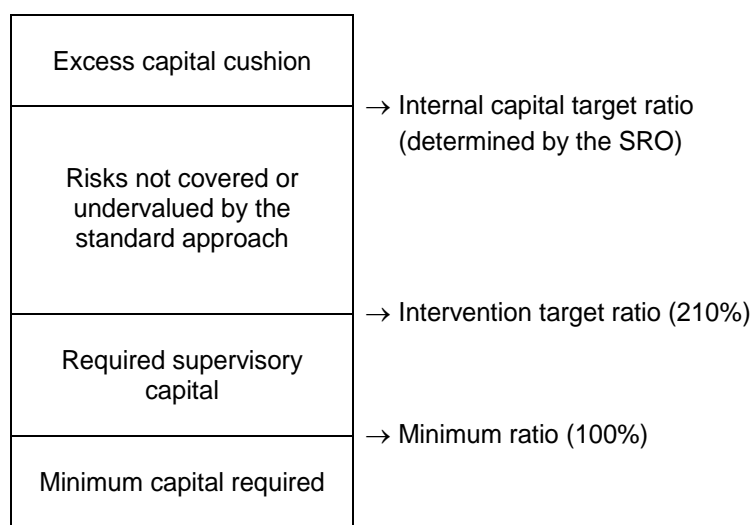 Excess capital cushion
→ Internal capital target ratio
(determined by the SRO)
Risks not covered or
undervalued by the
standard approach
→ Intervention target ratio (210%)
Required supervisory
capital
→ Minimum ratio (100%)
Minimum capital required